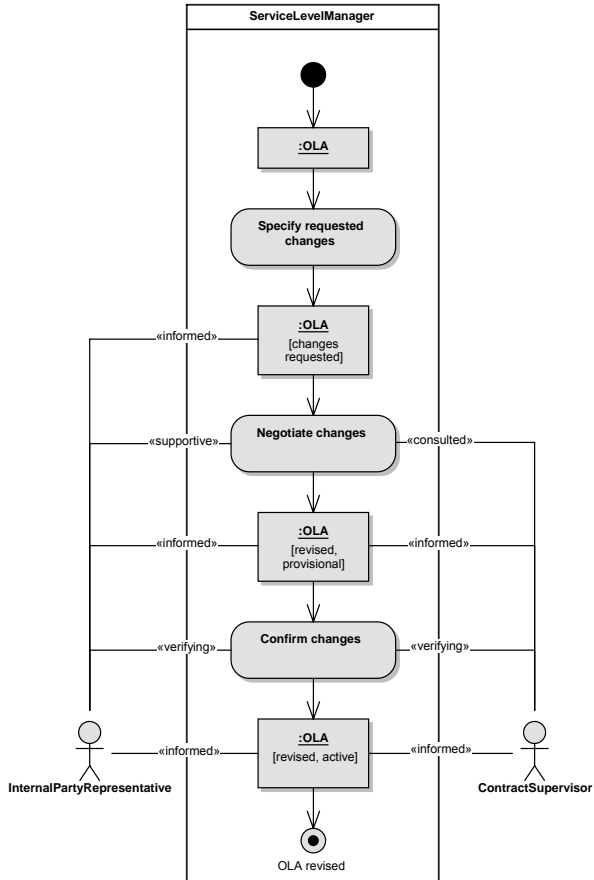 ServiceLevelManager
:OLA
Specify requested
changes
:OLA
[changes
requested]
«informed»
Negotiate changes
«supportive»
«consulted»
:OLA
[revised,
provisional]
«informed»
«informed»
Confirm changes
«verifying»
«verifying»
:OLA
[revised, active]
«informed»
«informed»
InternalPartyRepresentative
ContractSupervisor
OLA revised